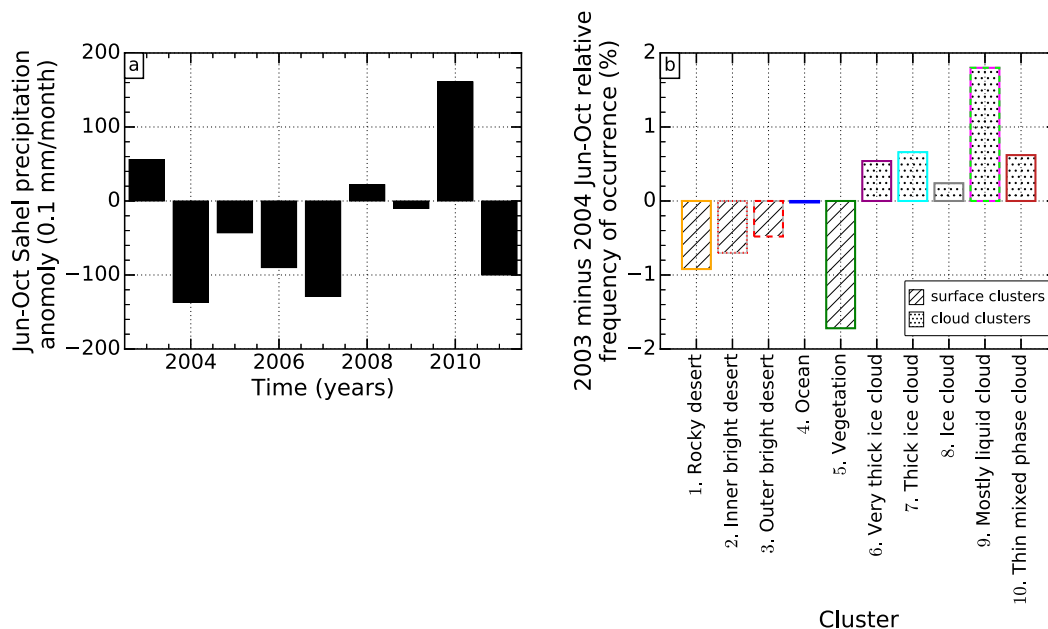 a
Jun-Oct Sahel precipitation
anomoly (0.1 mm/month)
200
100
0
−100
−200
2004
2006
2008
2010
Time (years)
b
2003 minus 2004 Jun-Oct relative
frequency of occurrence (%)
2
1
0
−1
−2
surface clusters
cloud clusters
1. Rocky desert
2. Inner bright desert
3. Outer bright desert
4. Ocean
5. Vegetation
6. Very thick ice cloud
7. Thick ice cloud
8. Ice cloud
9. Mostly liquid cloud
10. Thin mixed phase cloud
Cluster